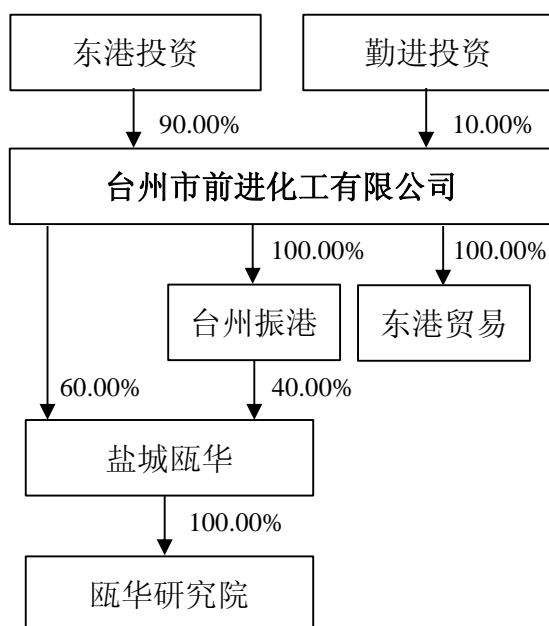 东港投资
勤进投资
90.00%
10.00%
台州市前进化工有限公司
100.00%
100.00%
台州振港
东港贸易
60.00%
40.00%
盐城瓯华
100.00%
瓯华研究院